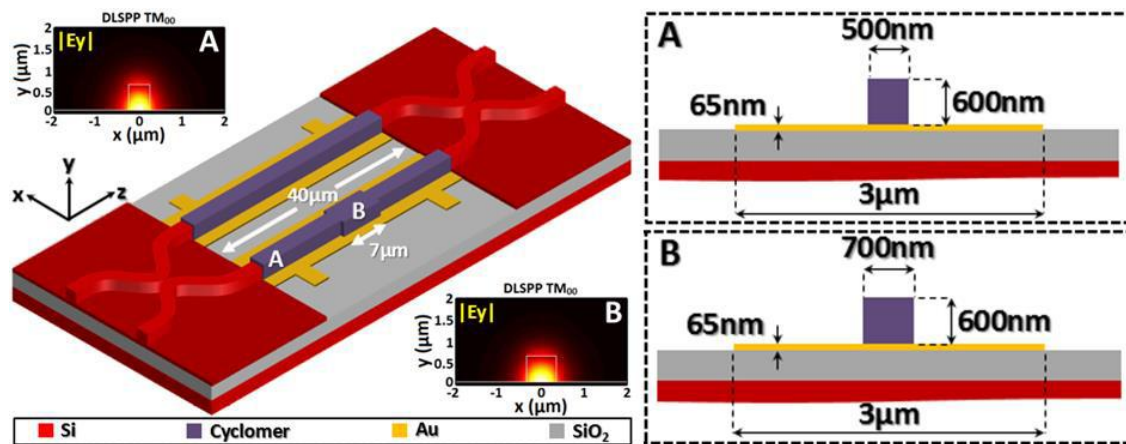 DLSPP TM₀₀
|Ey|
A
y (μm)
2
1.5
1
0.5
0
-2
-1
0
1
2
x (μm)
y
x
z
40μm
B
7μm
A
DLSPP TM₀₀
|Ey|
B
y (μm)
2
1.5
1
0.5
0
-2
-1
0
1
2
x (μm)
Si
Cyclomer
Au
SiO₂
A
500nm
65nm
600nm
3μm
B
700nm
65nm
600nm
3μm